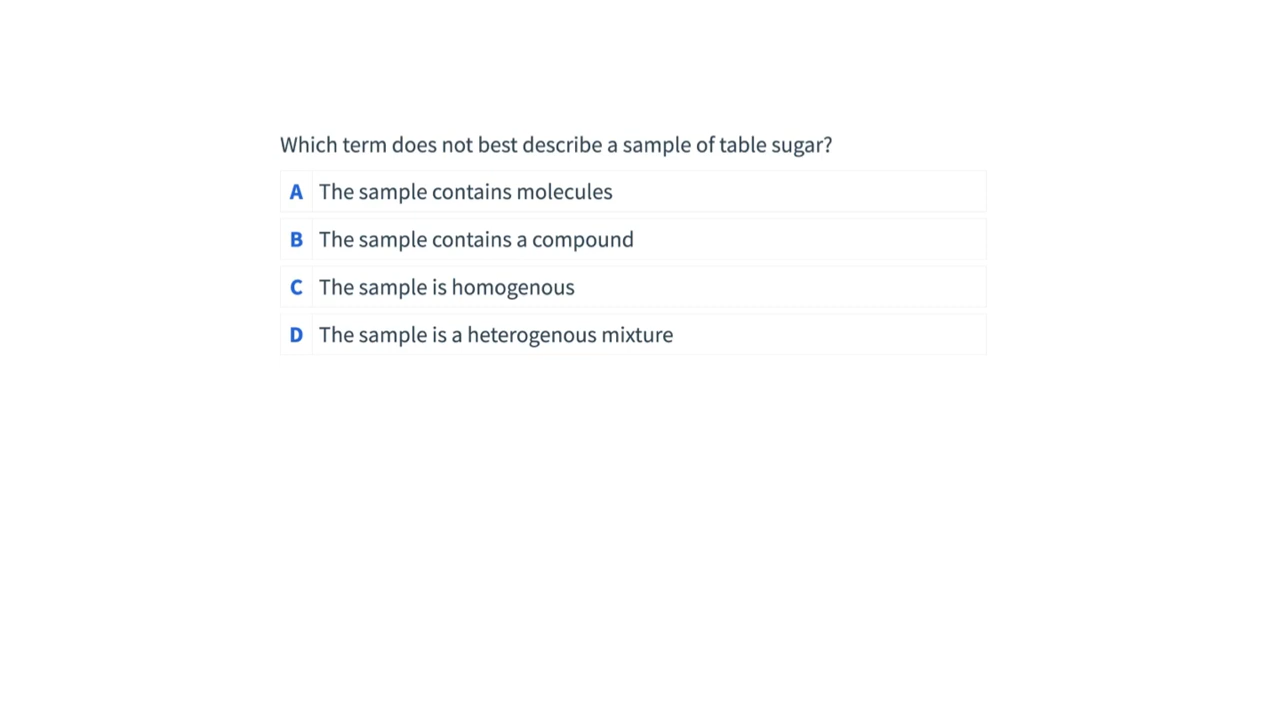 Which term does not best describe a sample of table sugar?
A The sample contains molecules
B The sample contains a compound
C The sample is homogenous
D The sample is a heterogenous mixture